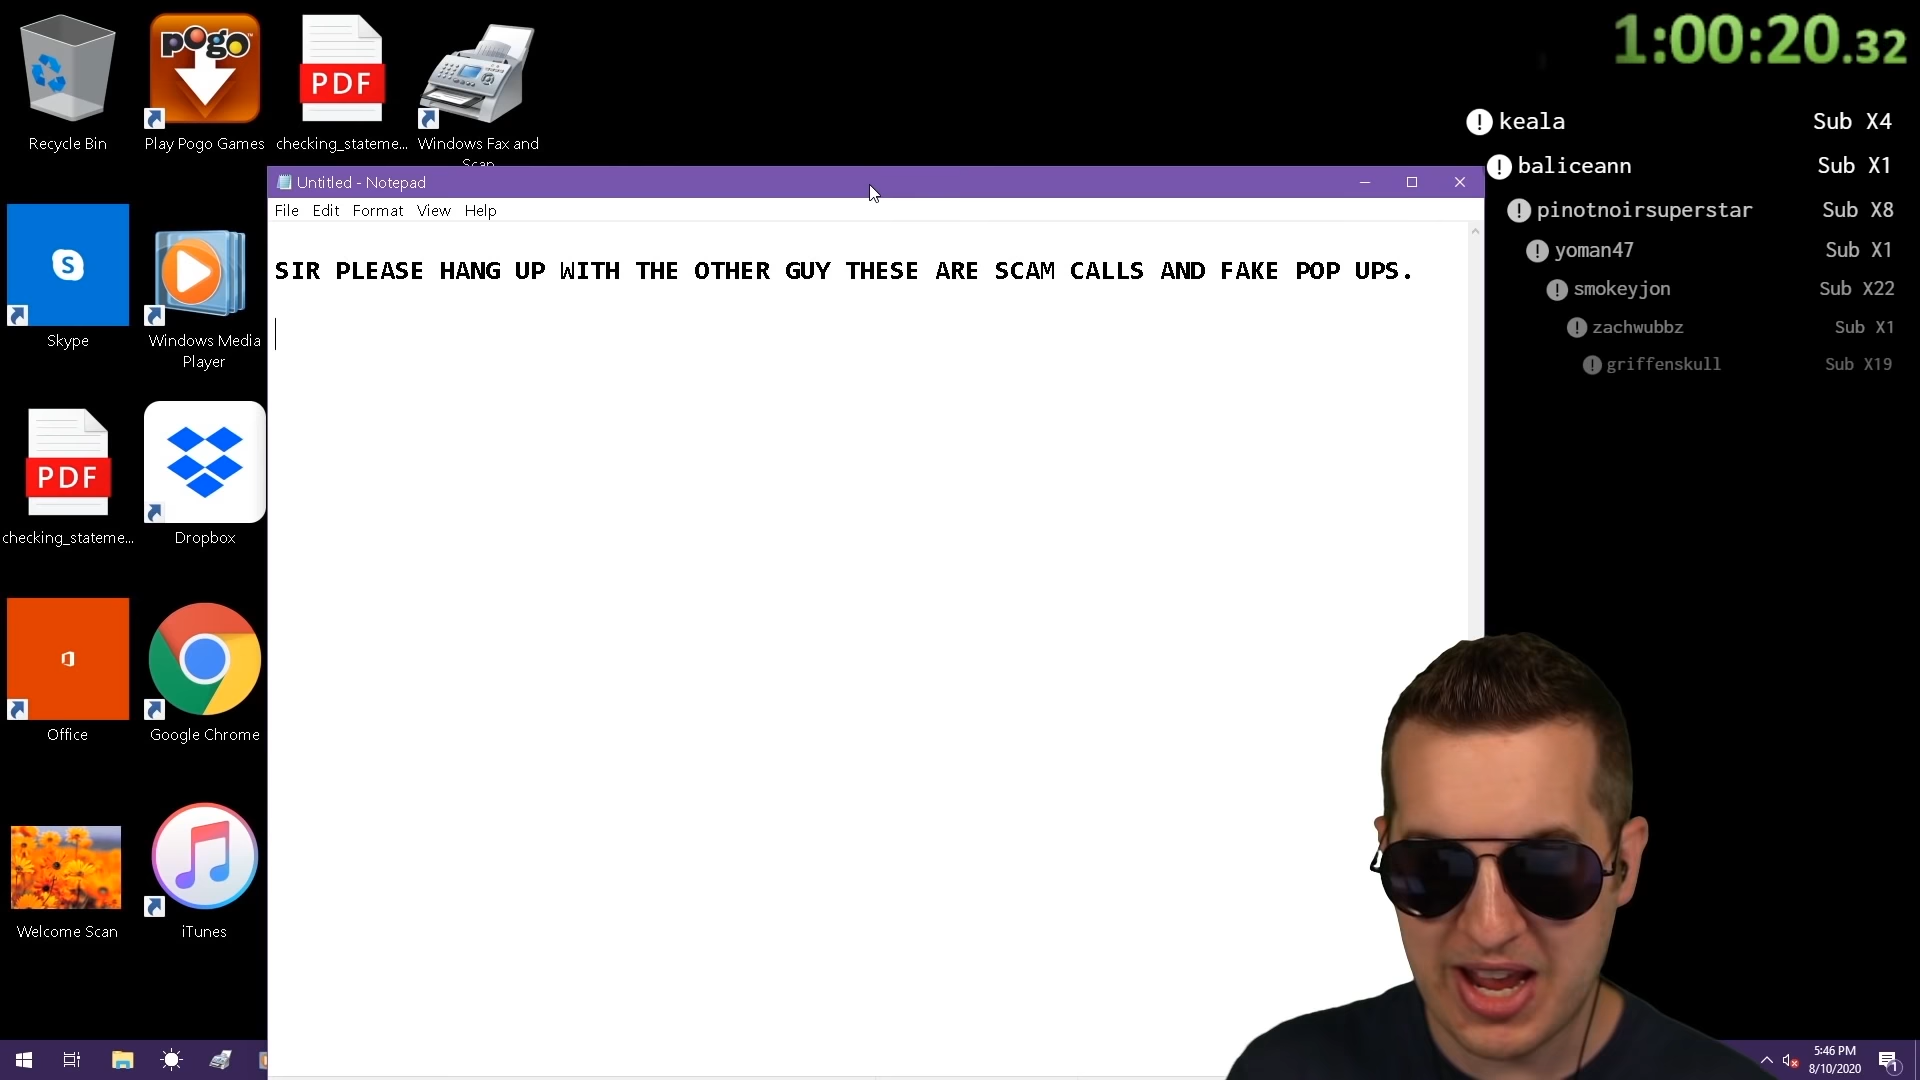 1:00:20.32
keala Sub X4
baliceann Sub X1
pinotnoirsuperstar Sub X8
yoman47 Sub X1
smokeyjon Sub X22
zachwubbz Sub X1
griffenskull Sub X19
Recycle Bin
pogo
Play Pogo Games
PDF
checking_stateme...
Windows Fax and
Scan
Untitled - Notepad
File Edit Format View Help
SIR PLEASE HANG UP WITH THE OTHER GUY THESE ARE SCAM CALLS AND FAKE POP UPS.
S
Skype
Windows Media
Player
PDF
checking_stateme...
Dropbox
Office
Google Chrome
Welcome Scan
iTunes
5:46 PM
8/10/2020
1